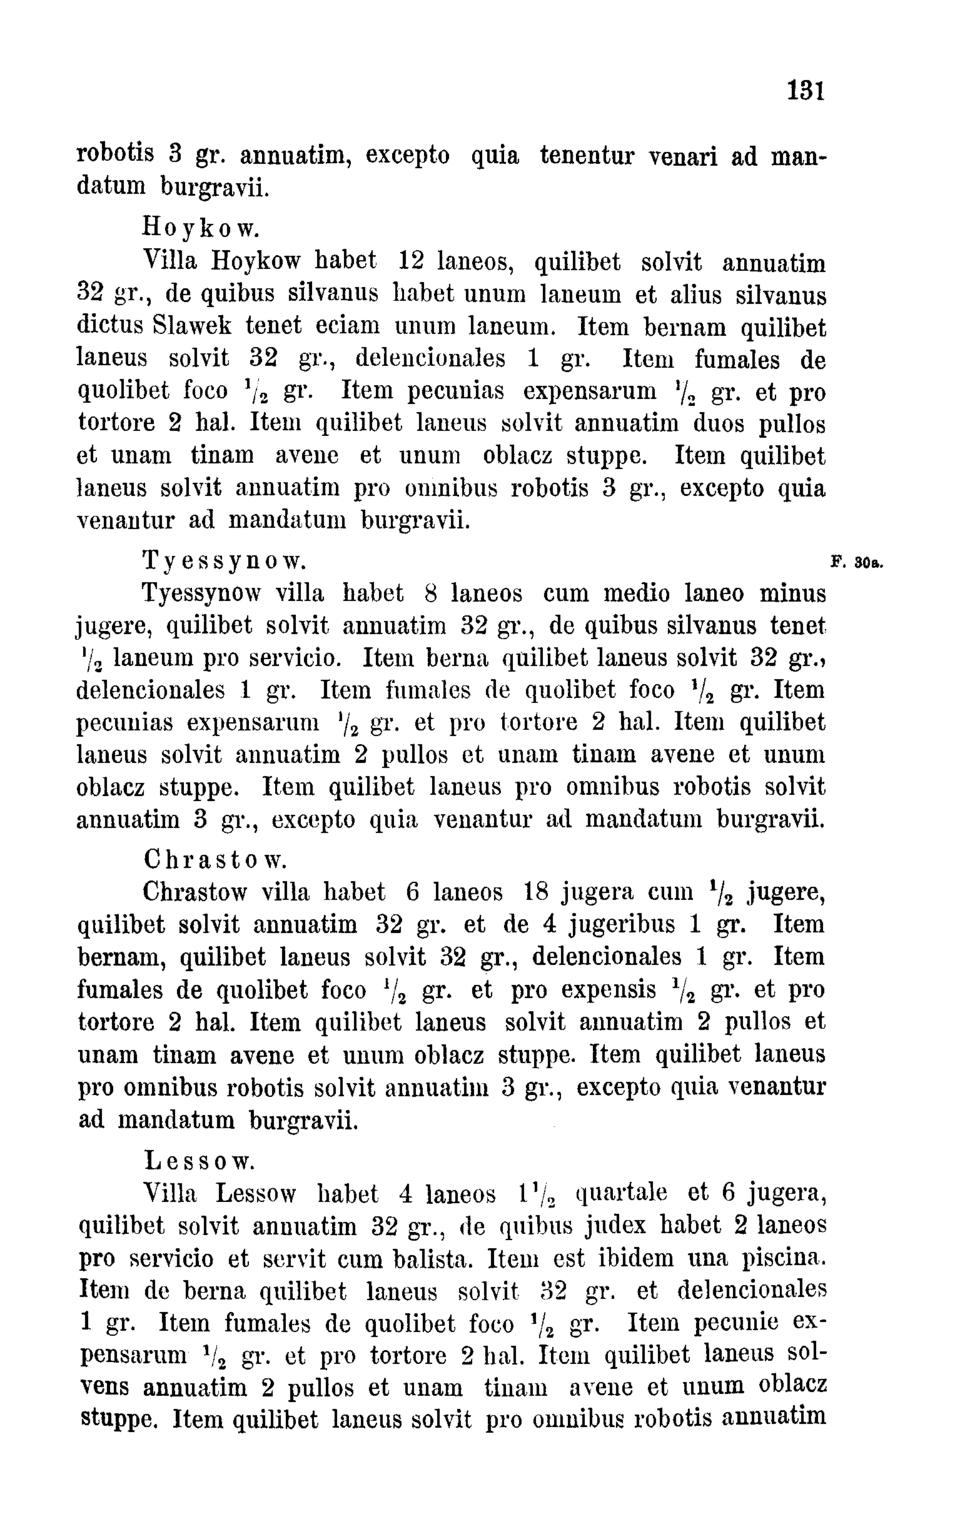 131
robotis 3 gr. annuatim, excepto quia tenentur venari ad man-
datum burgravii.
Hoykow.
Villa Hoykow habet 12 laneos, quilibet solvit annuatim
32 gr., de quibus silvanus habet unum laneum et alius silvanus
dictus Slawek tenet eciam unum laneum. Item bernam quilibet
laneus solvit 32 gr., delencionales 1 gr. Item fumales de
quolibet foco 1/2 gr. Item pecunias expensarum 1/2 gr. et pro
tortore 2 hal. Item quilibet laneus solvit annuatim duos pullos
et unam tinam avene et unum oblacz stuppe. Item quilibet
laneus solvit annuatim pro omnibus robotis 3 gr., excepto quia
venantur ad mandatum burgravii.
Tyessynow. F. 30a.
Tyessynow villa habet 8 laneos cum medio laneo minus
jugere, quilibet solvit annuatim 32 gr., de quibus silvanus tenet
1/2 laneum pro servicio. Item berna quilibet laneus solvit 32 gr.,
delencionales 1 gr. Item fumales de quolibet foco 1/2 gr. Item
pecunias expensarum 1/2 gr. et pro tortore 2 hal. Item quilibet
laneus solvit annuatim 2 pullos et unam tinam avene et unum
oblacz stuppe. Item quilibet laneus pro omnibus robotis solvit
annuatim 3 gr., excepto quia venantur ad mandatum burgravii.
Chrastow.
Chrastow villa habet 6 laneos 18 jugera cum 1/2 jugere,
quilibet solvit annuatim 32 gr. et de 4 jugeribus 1 gr. Item
bernam, quilibet laneus solvit 32 gr., delencionales 1 gr. Item
fumales de quolibet foco 1/2 gr. et pro expensis 1/2 gr. et pro
tortore 2 hal. Item quilibet laneus solvit annuatim 2 pullos et
unam tinam avene et unum oblacz stuppe. Item quilibet laneus
pro omnibus robotis solvit annuatim 3 gr., excepto quia venantur
ad mandatum burgravii.
Lessow.
Villa Lessow habet 4 laneos 1 1/2 quartale et 6 jugera,
quilibet solvit annuatim 32 gr., de quibus judex habet 2 laneos
pro servicio et servit cum balista. Item est ibidem una piscina.
Item de berna quilibet laneus solvit 32 gr. et delencionales
1 gr. Item fumales de quolibet foco 1/2 gr. Item pecunie ex-
pensarum 1/2 gr. et pro tortore 2 hal. Item quilibet laneus sol-
vens annuatim 2 pullos et unam tinam avene et unum oblacz
stuppe. Item quilibet laneus solvit pro omnibus robotis annuatim